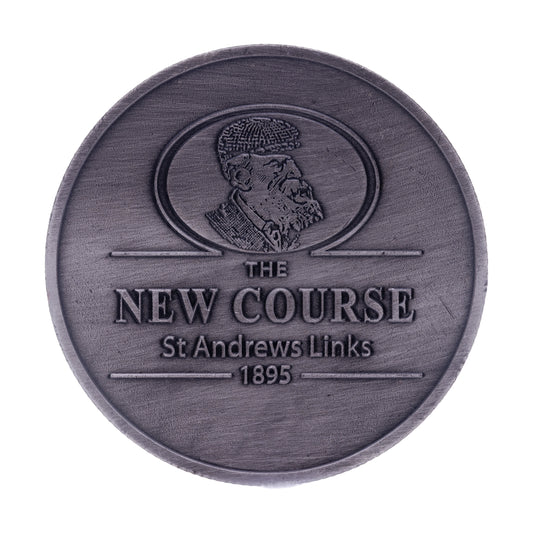 THE
NEW COURSE
St Andrews Links
1895